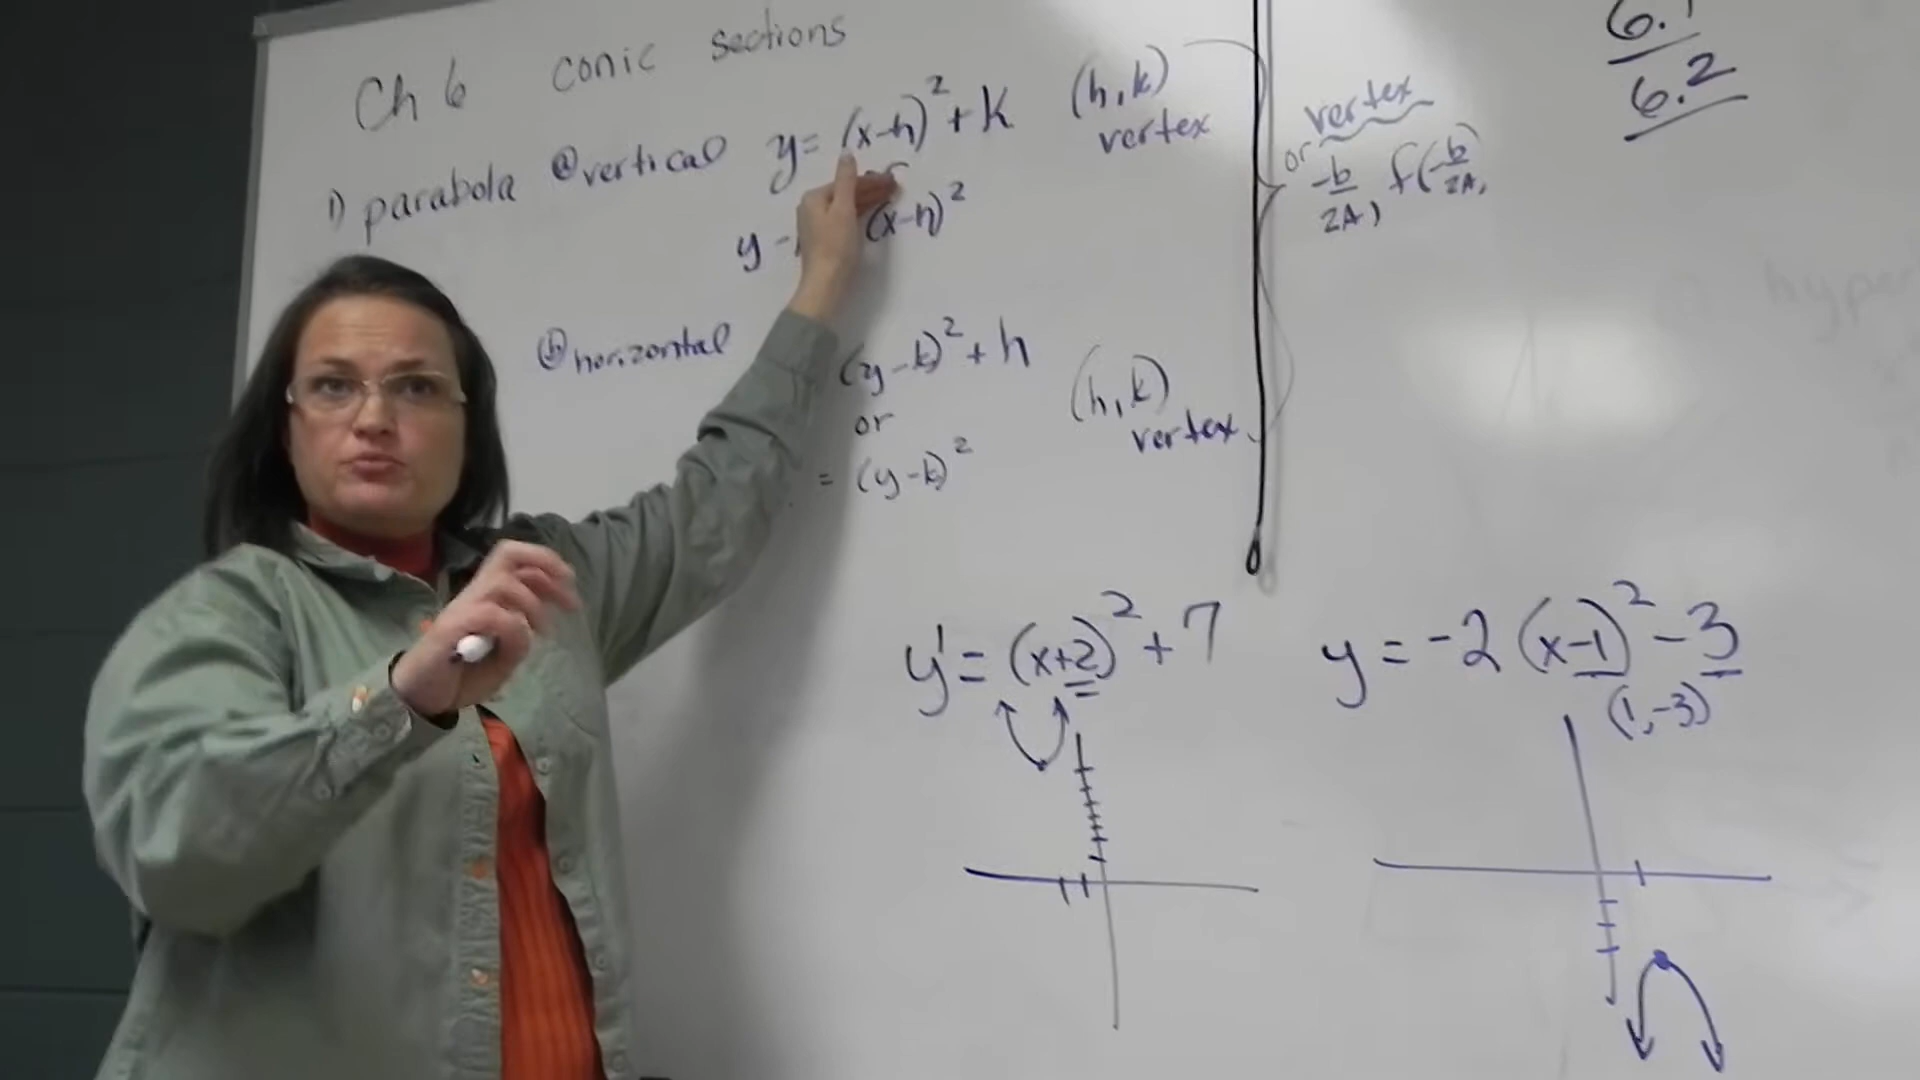 Ch 6 conic sections
1) parabola ⓐ vertical y = (x-h)² + k (h,k)
vertex
or
y - (x-h)²
ⓑ horizontal (y-k)² + h (h,k)
vertex
or
= (y-k)²
vertex
or -b/2A, f(-b/2A,
6.1
6.2
y = (x+2)² + 7
y = -2(x-1)² - 3
(1,-3)